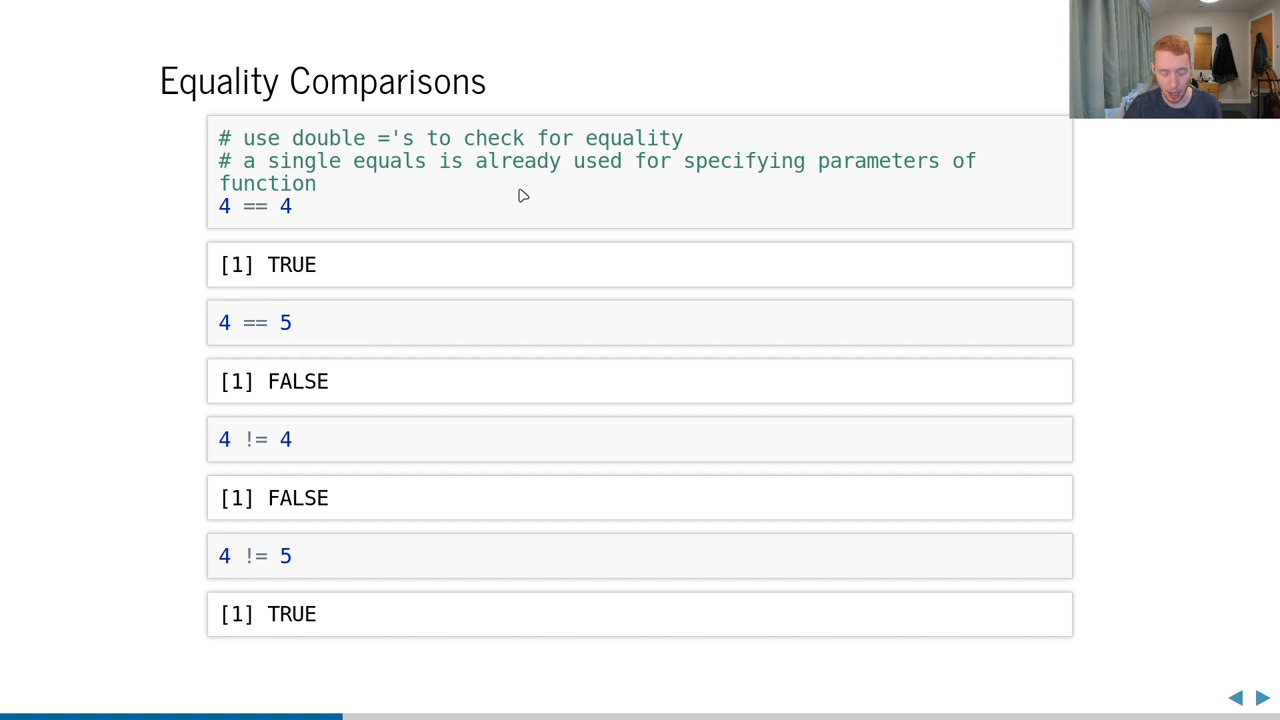 Equality Comparisons
# use double ='s to check for equality
# a single equals is already used for specifying parameters of
function
4 == 4
[1] TRUE
4 == 5
[1] FALSE
4 != 4
[1] FALSE
4 != 5
[1] TRUE